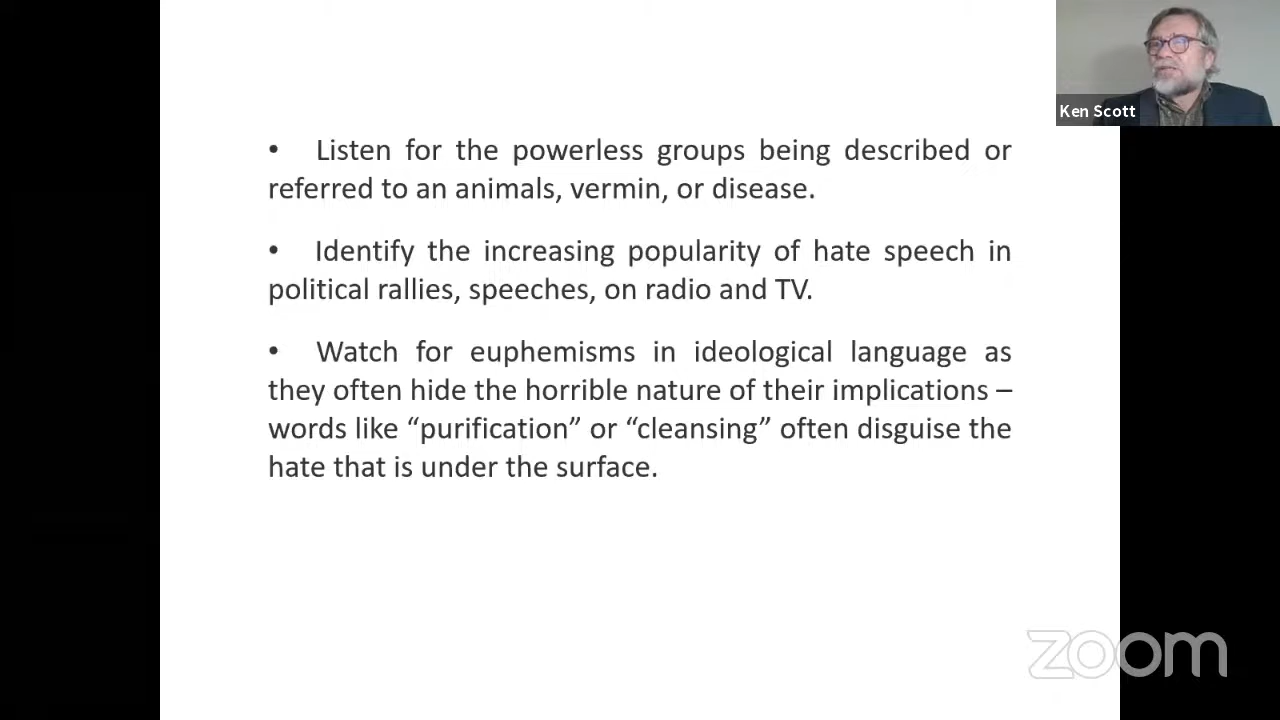 Ken Scott
• Listen for the powerless groups being described or
referred to an animals, vermin, or disease.
• Identify the increasing popularity of hate speech in
political rallies, speeches, on radio and TV.
• Watch for euphemisms in ideological language as
they often hide the horrible nature of their implications –
words like “purification” or “cleansing” often disguise the
hate that is under the surface.
zoom